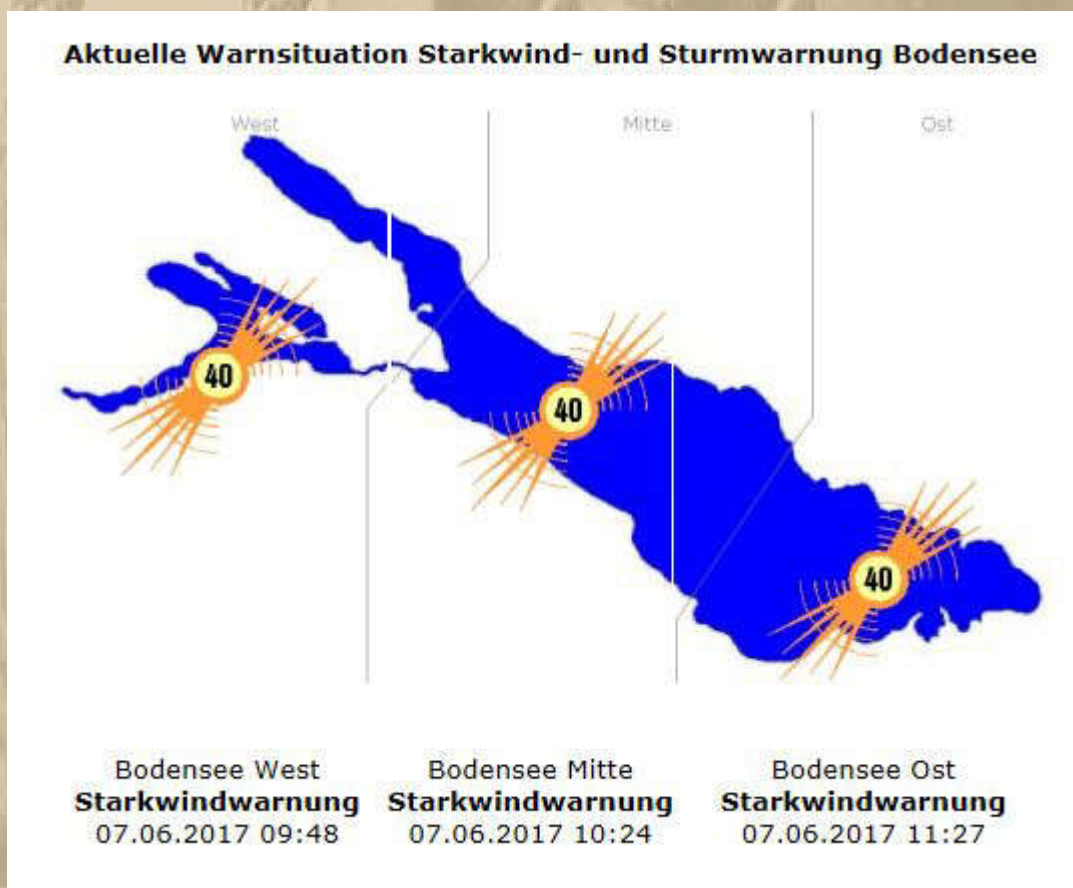 Aktuelle Warnsituation Starkwind- und Sturmwarnung Bodensee
West
Mitte
Ost
40
40
40
Bodensee West
Starkwindwarnung
07.06.2017 09:48
Bodensee Mitte
Starkwindwarnung
07.06.2017 10:24
Bodensee Ost
Starkwindwarnung
07.06.2017 11:27